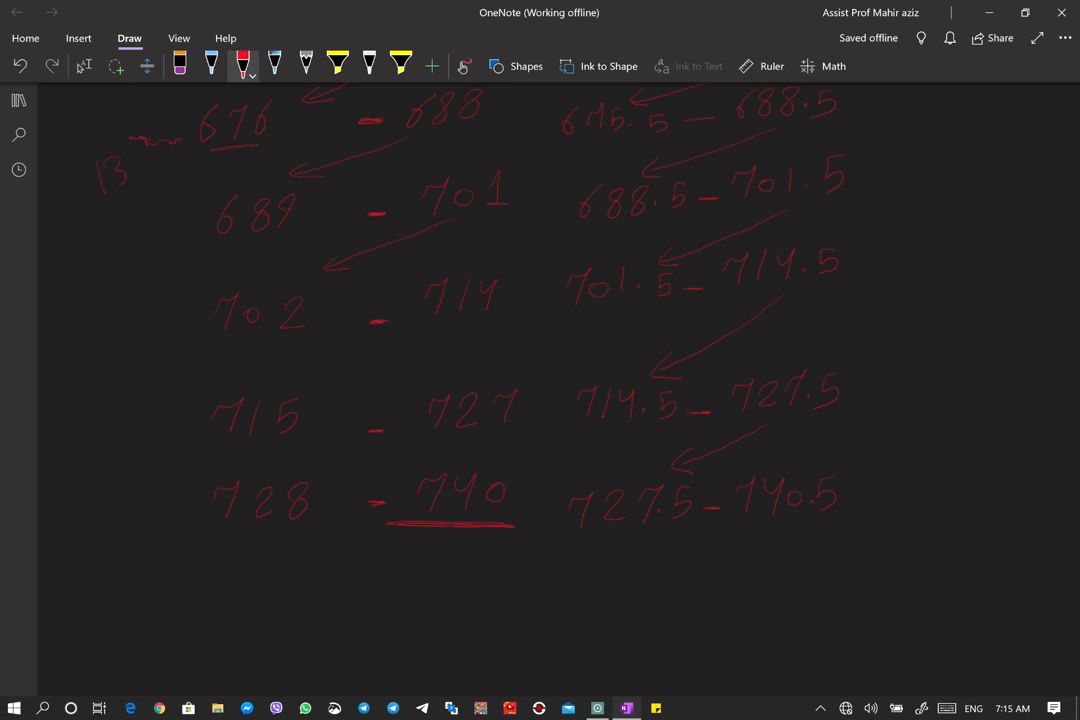 OneNote (Working offline)
Assist Prof Mahir aziz
Home Insert Draw View Help
Saved offline
Share
Shapes
Ink to Shape
Ink to Text
Ruler
Math
676 - 688 675.5 - 688.5
13
689 - 701 688.5 - 701.5
702 - 714 701.5 - 714.5
715 - 727 714.5 - 727.5
728 - 740 727.5 - 740.5
ENG 7:15 AM